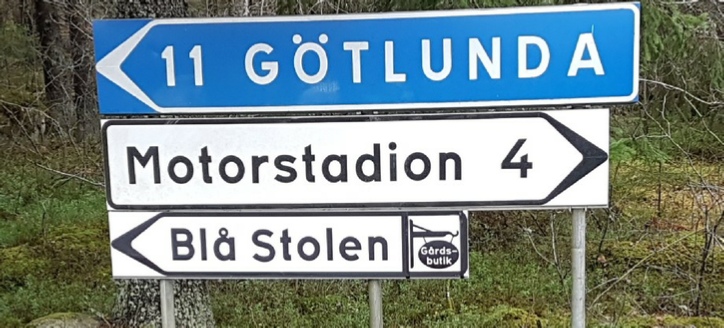 11 GÖTLUNDA
Motorstadion 4
Blå Stolen
Gårds-
butik